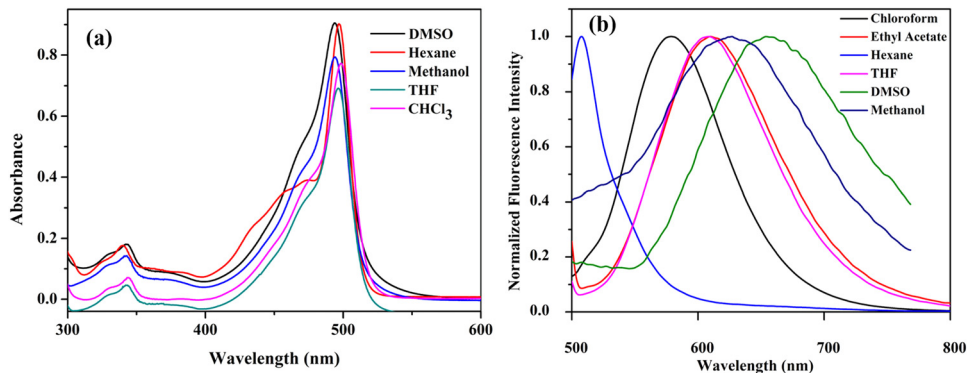 (a)
DMSO
Hexane
Methanol
THF
CHCl3
0.8
0.6
0.4
0.2
0.0
Absorbance
300
400
500
600
Wavelength (nm)
(b)
Chloroform
Ethyl Acetate
Hexane
THF
DMSO
Methanol
1.0
0.8
0.6
0.4
0.2
0.0
Normalized Fluorescence Intensity
500
600
700
800
Wavelength (nm)